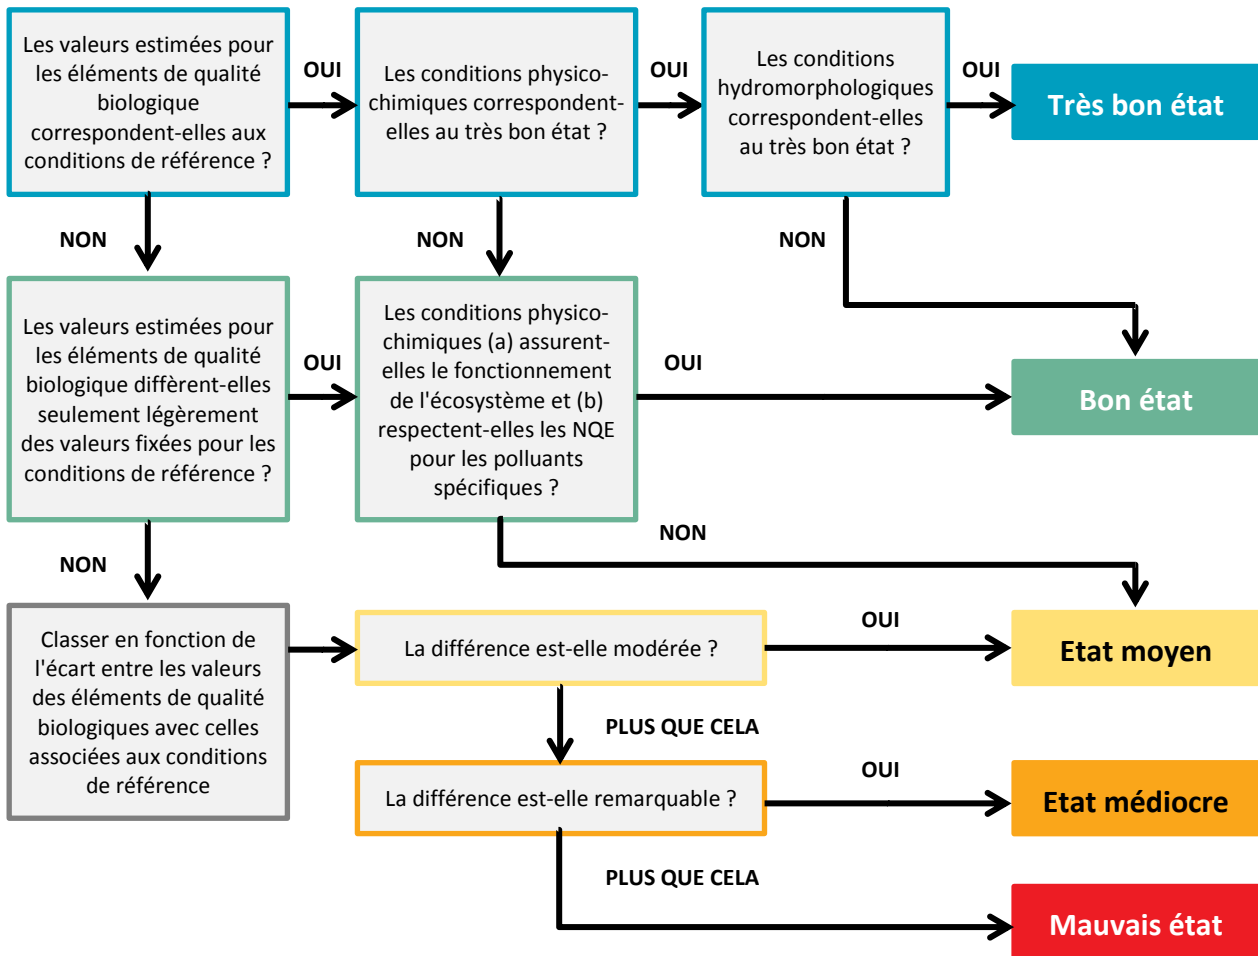 Les valeurs estimées pour
les éléments de qualité
biologique
correspondent-elles aux
conditions de référence ?
OUI
Les conditions physico-
chimiques correspondent-
elles au très bon état ?
OUI
Les conditions
hydromorphologiques
correspondent-elles
au très bon état ?
OUI
Très bon état
NON
NON
NON
Les valeurs estimées pour
les éléments de qualité
biologique diffèrent-elles
seulement légèrement
des valeurs fixées pour les
conditions de référence ?
OUI
Les conditions physico-
chimiques (a) assurent-
elles le fonctionnement
de l'écosystème et (b)
respectent-elles les NQE
pour les polluants
spécifiques ?
OUI
Bon état
NON
NON
Classer en fonction de
l'écart entre les valeurs
des éléments de qualité
biologiques avec celles
associées aux conditions
de référence
La différence est-elle modérée ?
OUI
Etat moyen
PLUS QUE CELA
La différence est-elle remarquable ?
OUI
Etat médiocre
PLUS QUE CELA
Mauvais état